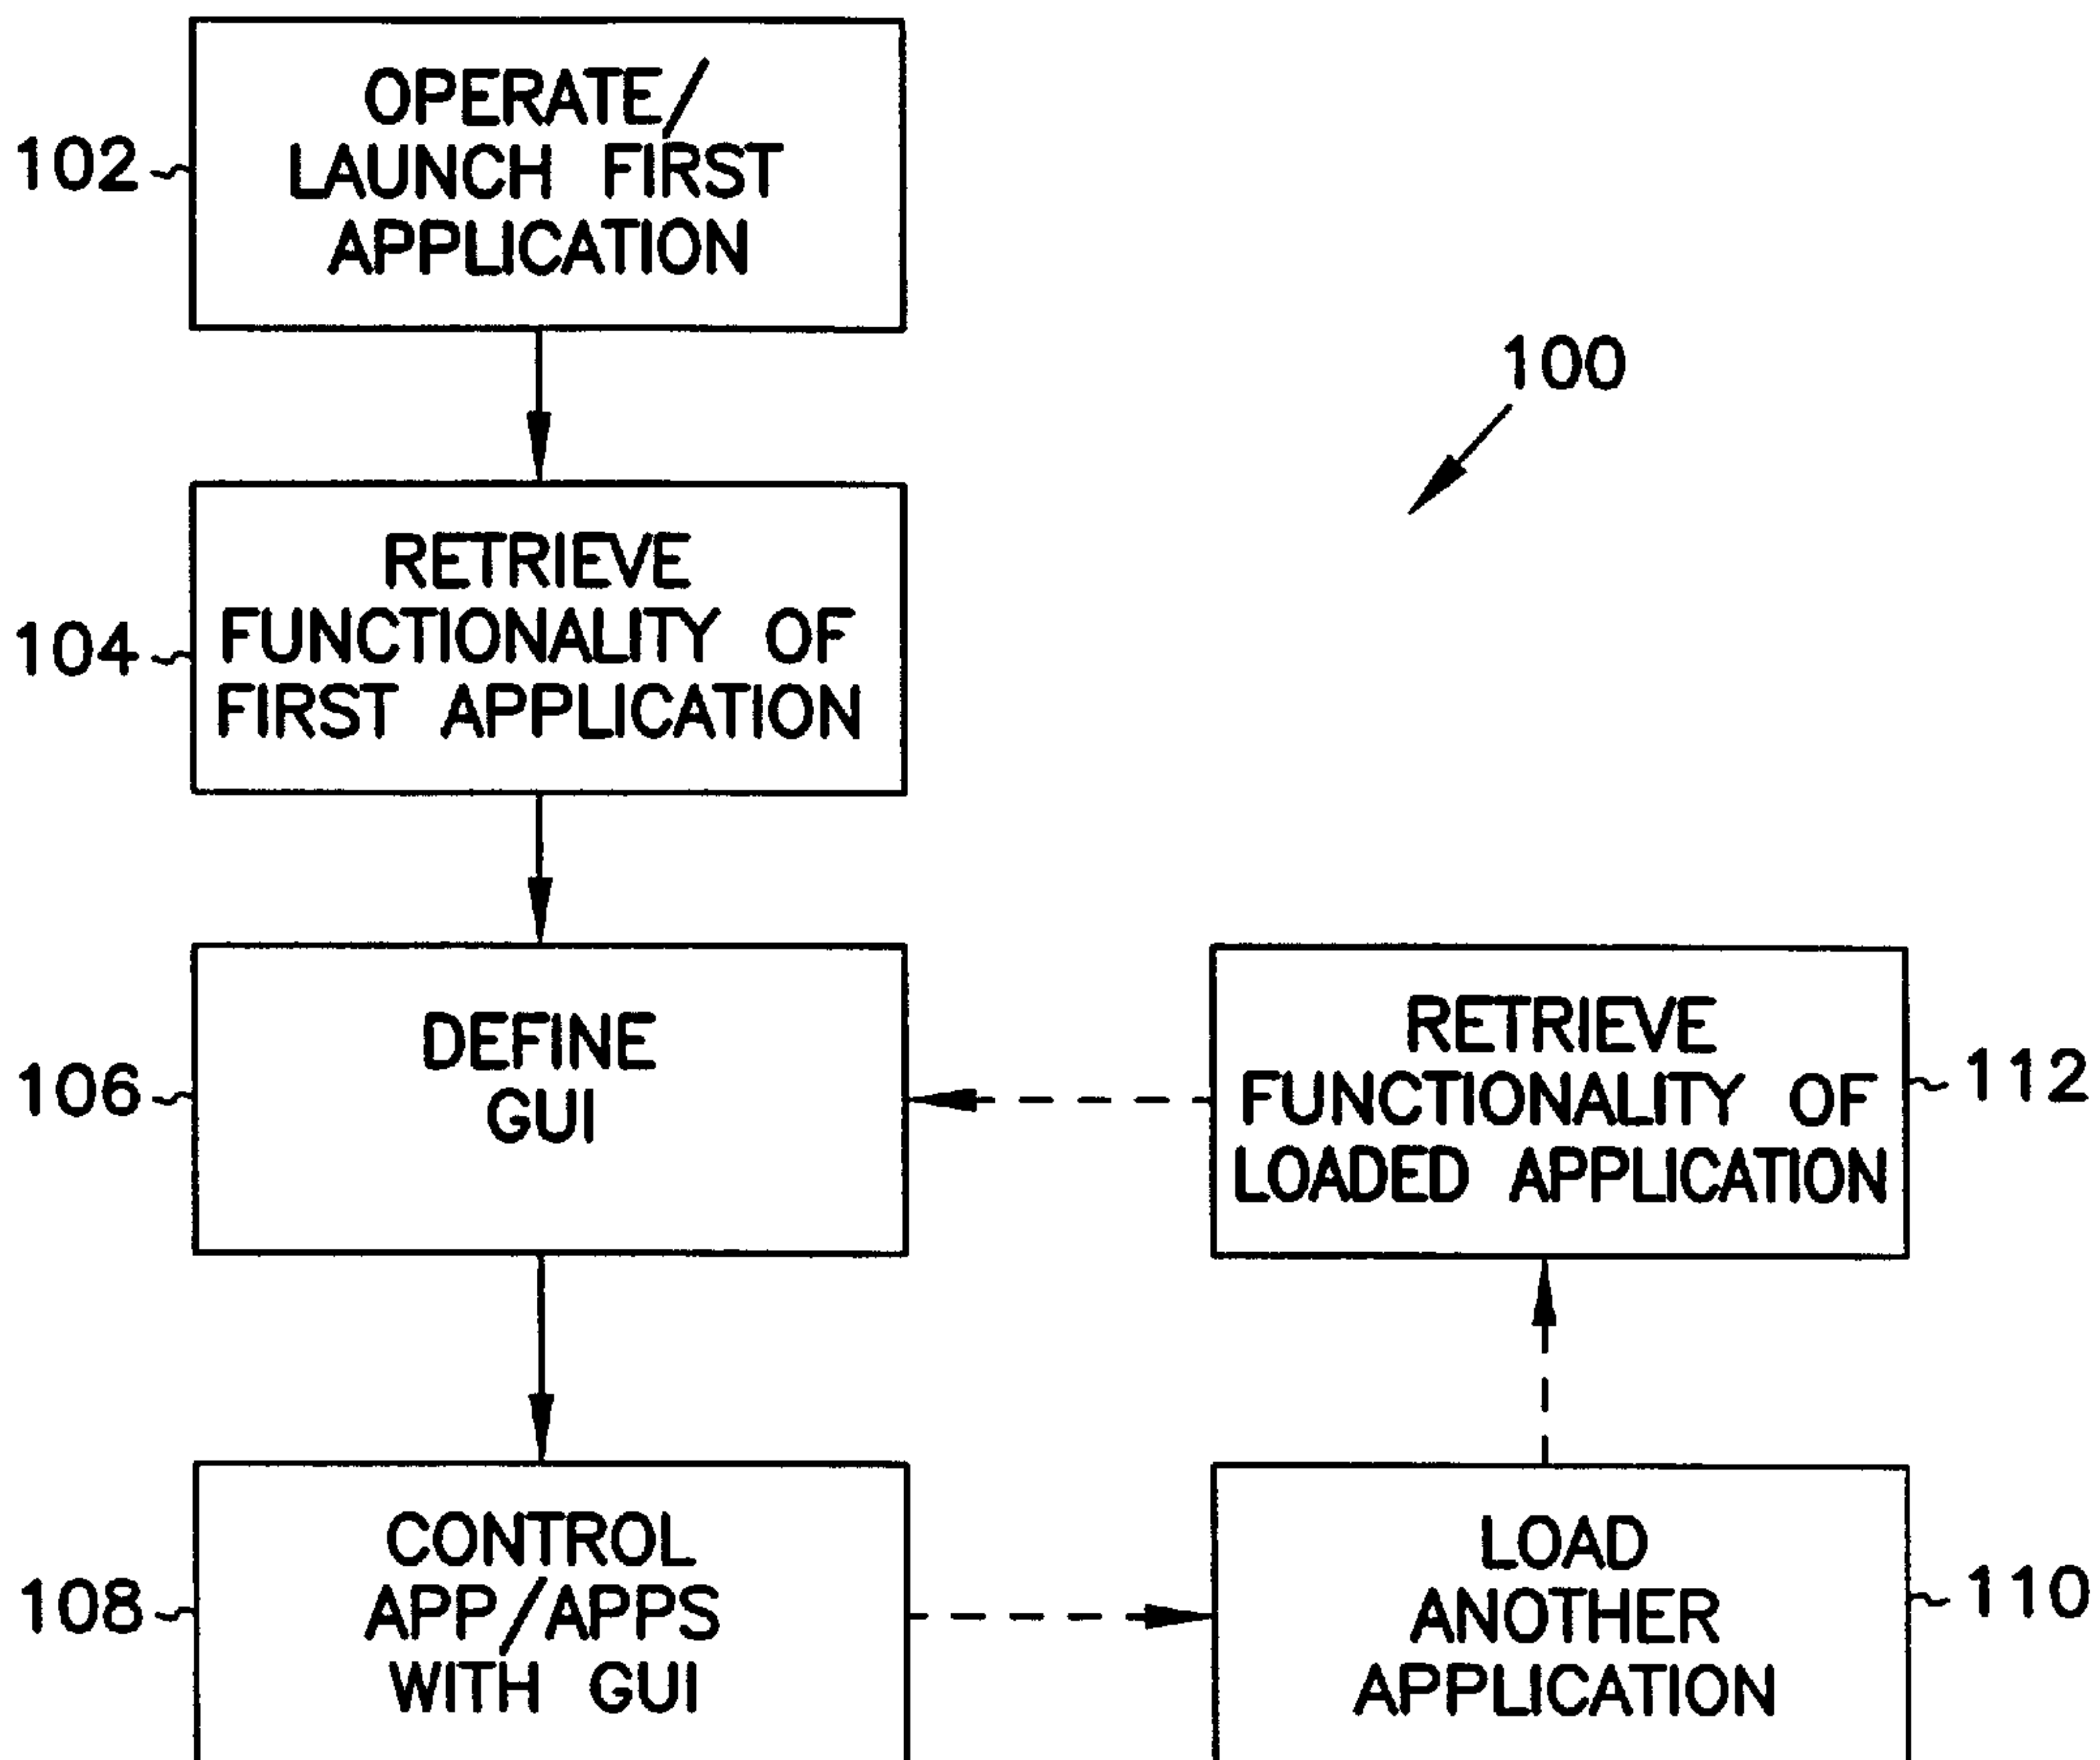 102
OPERATE/
LAUNCH FIRST
APPLICATION
100
104
RETRIEVE
FUNCTIONALITY OF
FIRST APPLICATION
106
DEFINE
GUI
RETRIEVE
FUNCTIONALITY OF
LOADED APPLICATION
112
108
CONTROL
APP/APPS
WITH GUI
LOAD
ANOTHER
APPLICATION
110